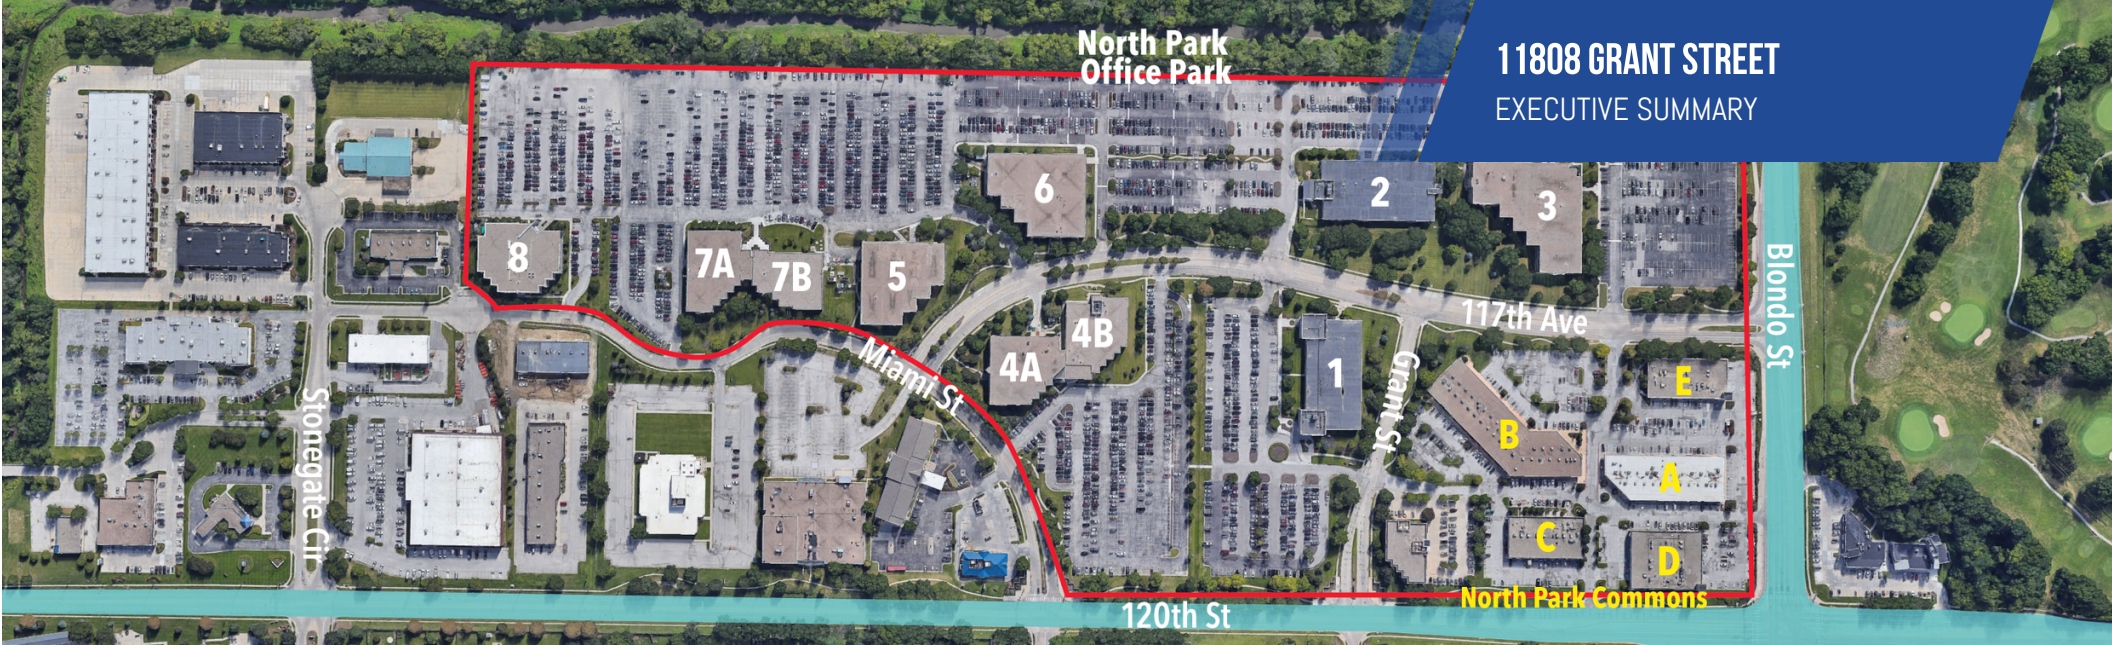 North Park
Office Park
11808 GRANT STREET
EXECUTIVE SUMMARY
6
2
3
8
7A
7B
5
4B
4A
1
117th Ave
Blondo St
Miami St
Grant St
Stonegate Cir
E
B
A
C
D
North Park Commons
120th St